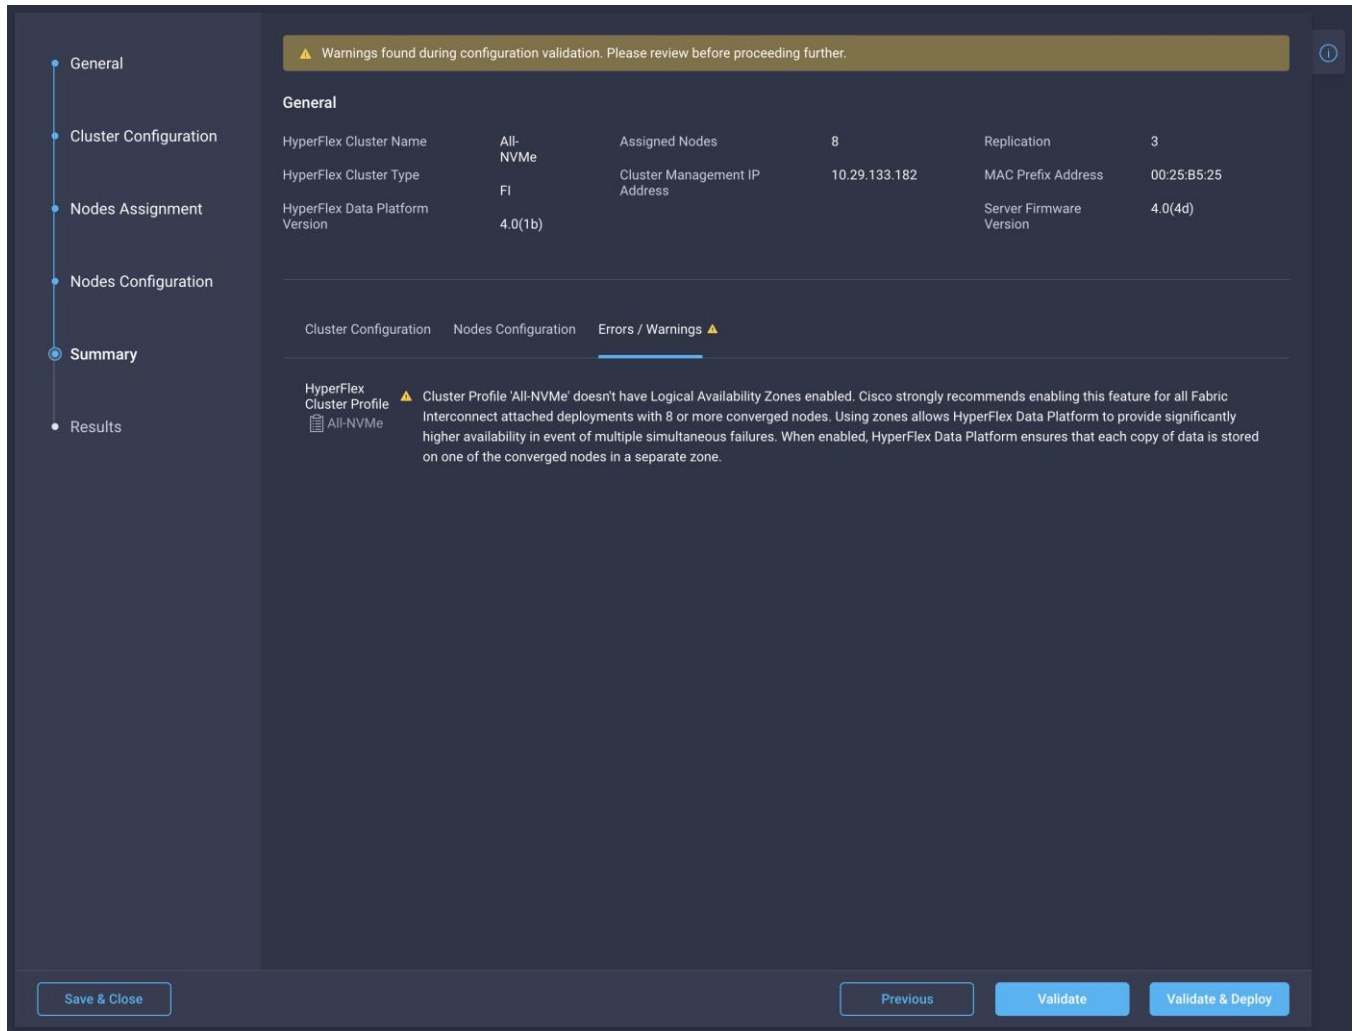 General
Cluster Configuration
Nodes Assignment
Nodes Configuration
Summary
Results
Warnings found during configuration validation. Please review before proceeding further.
General
HyperFlex Cluster Name
All-
NVMe
HyperFlex Cluster Type
FI
HyperFlex Data Platform
Version
4.0(1b)
Assigned Nodes
8
Cluster Management IP
Address
10.29.133.182
Replication
3
MAC Prefix Address
00:25:B5:25
Server Firmware
Version
4.0(4d)
Cluster Configuration
Nodes Configuration
Errors / Warnings
HyperFlex
Cluster Profile
All-NVMe
Cluster Profile 'All-NVMe' doesn't have Logical Availability Zones enabled. Cisco strongly recommends enabling this feature for all Fabric
Interconnect attached deployments with 8 or more converged nodes. Using zones allows HyperFlex Data Platform to provide significantly
higher availability in event of multiple simultaneous failures. When enabled, HyperFlex Data Platform ensures that each copy of data is stored
on one of the converged nodes in a separate zone.
Save & Close
Previous
Validate
Validate & Deploy